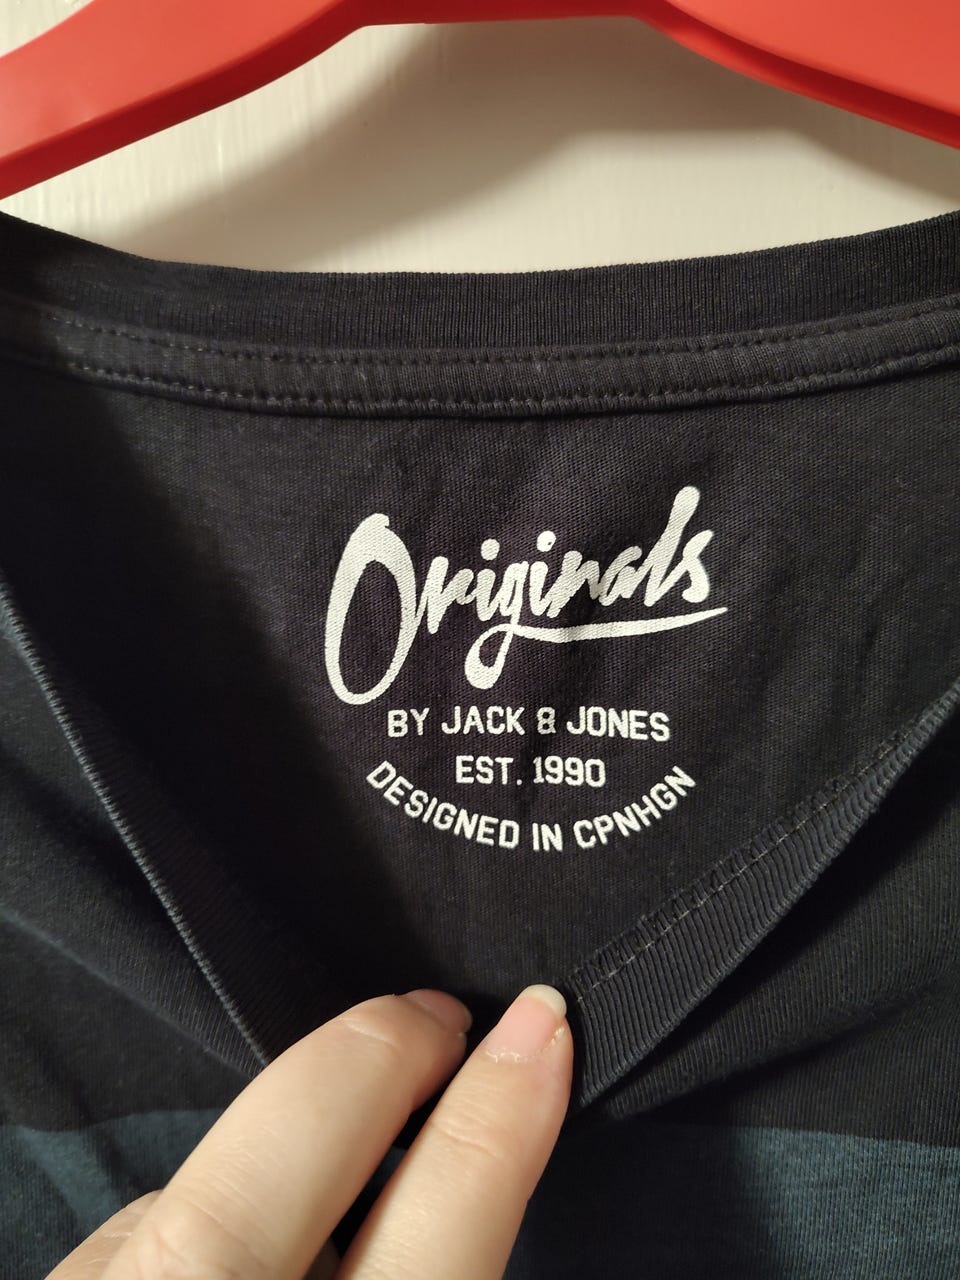 Originals
BY JACK & JONES
EST. 1990
DESIGNED IN CPNHGN